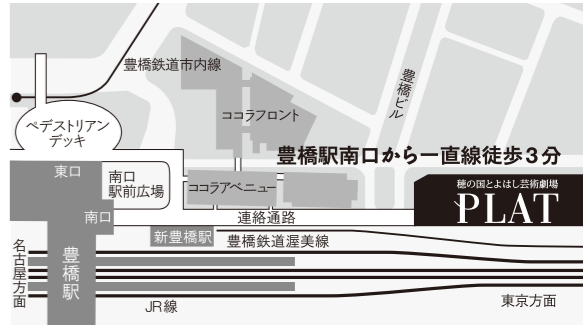 豊橋鉄道市内線
豊橋ビル
ペデストリアン
デッキ
ココラフロント
豊橋駅南口から一直線徒歩3分
東口
南口
駅前広場
ココラアベニュー
穂の国とよはし芸術劇場
PLAT
南口
連絡通路
新豊橋駅
豊橋鉄道渥美線
名古屋方面
豊橋駅
JR線
東京方面